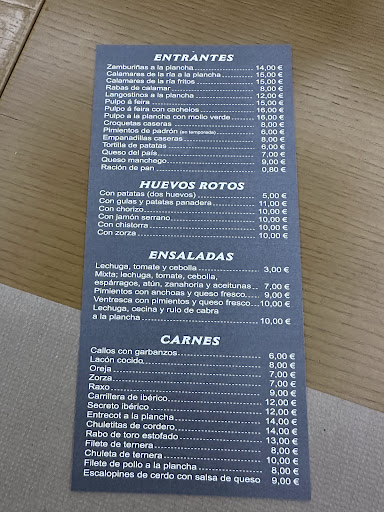 ENTRANTES
Zamburiñas a la plancha 14,00 €
Calamares de la ría a la plancha 15,00 €
Calamares de la ría fritos 15,00 €
Rabas de calamar 8,00 €
Langostinos a la plancha 12,00 €
Pulpo á feira 15,00 €
Pulpo á feira con cachelos 16,00 €
Pulpo a la plancha con mollo verde 16,00 €
Croquetas caseras 8,00 €
Pimientos de padrón (en temporada) 6,00 €
Empanadillas caseras 8,00 €
Tortilla de patatas 6,00 €
Queso del país 7,00 €
Queso manchego 9,00 €
Ración de pan 0,80 €
HUEVOS ROTOS
Con patatas (dos huevos) 5,00 €
Con gulas y patatas panadera 11,00 €
Con chorizo 10,00 €
Con jamón serrano 10,00 €
Con chistorra 10,00 €
Con zorza 10,00 €
ENSALADAS
Lechuga, tomate y cebolla 3,00 €
Mixta; lechuga, tomate, cebolla,
espárragos, atún, zanahoria y aceitunas 7,00 €
Pimientos con anchoas y queso fresco 9,00 €
Ventresca con pimientos y queso fresco 10,00 €
Lechuga, cecina y rulo de cabra
a la plancha 10,00 €
CARNES
Callos con garbanzos 6,00 €
Lacón cocido 8,00 €
Oreja 7,00 €
Zorza 7,00 €
Raxo 9,00 €
Carrillera de ibérico 12,00 €
Secreto ibérico 12,00 €
Entrecot a la plancha 14,00 €
Chuletitas de cordero 14,00 €
Rabo de toro estofado 13,00 €
Filete de ternera 8,00 €
Chuleta de ternera 10,00 €
Filete de pollo a la plancha 8,00 €
Escalopines de cerdo con salsa de queso 9,00 €